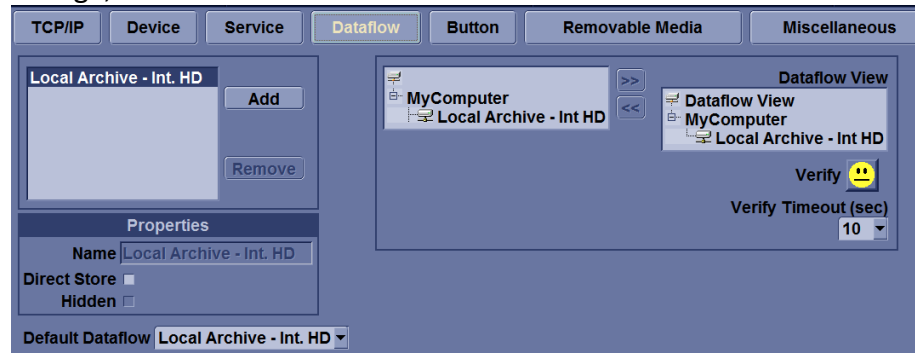 TCP/IP
Device
Service
Dataflow
Button
Removable Media
Miscellaneous
Local Archive - Int. HD
Add
Remove
Properties
Name Local Archive - Int. HD
Direct Store
Hidden
Default Dataflow Local Archive - Int. HD
MyComputer
Local Archive - Int HD
>>
<<
Dataflow View
Dataflow View
MyComputer
Local Archive - Int HD
Verify
Verify Timeout (sec)
10